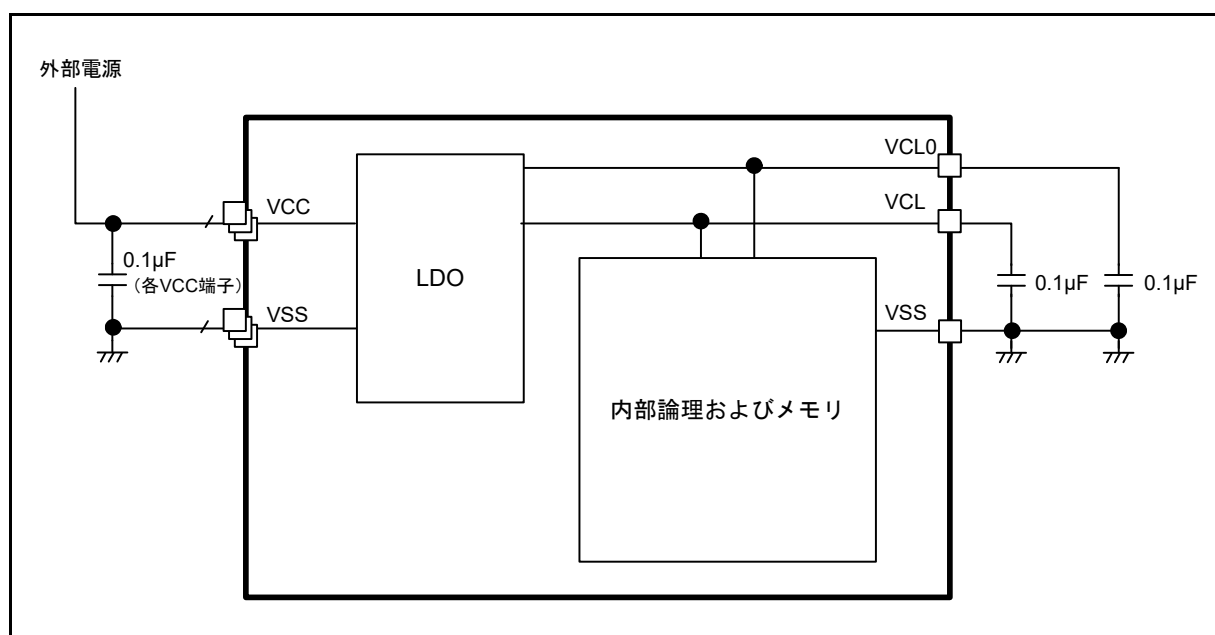 外部電源
VCL0
VCC
VCL
0.1µF
(各VCC端子)
LDO
0.1µF
0.1µF
VSS
VSS
内部論理およびメモリ